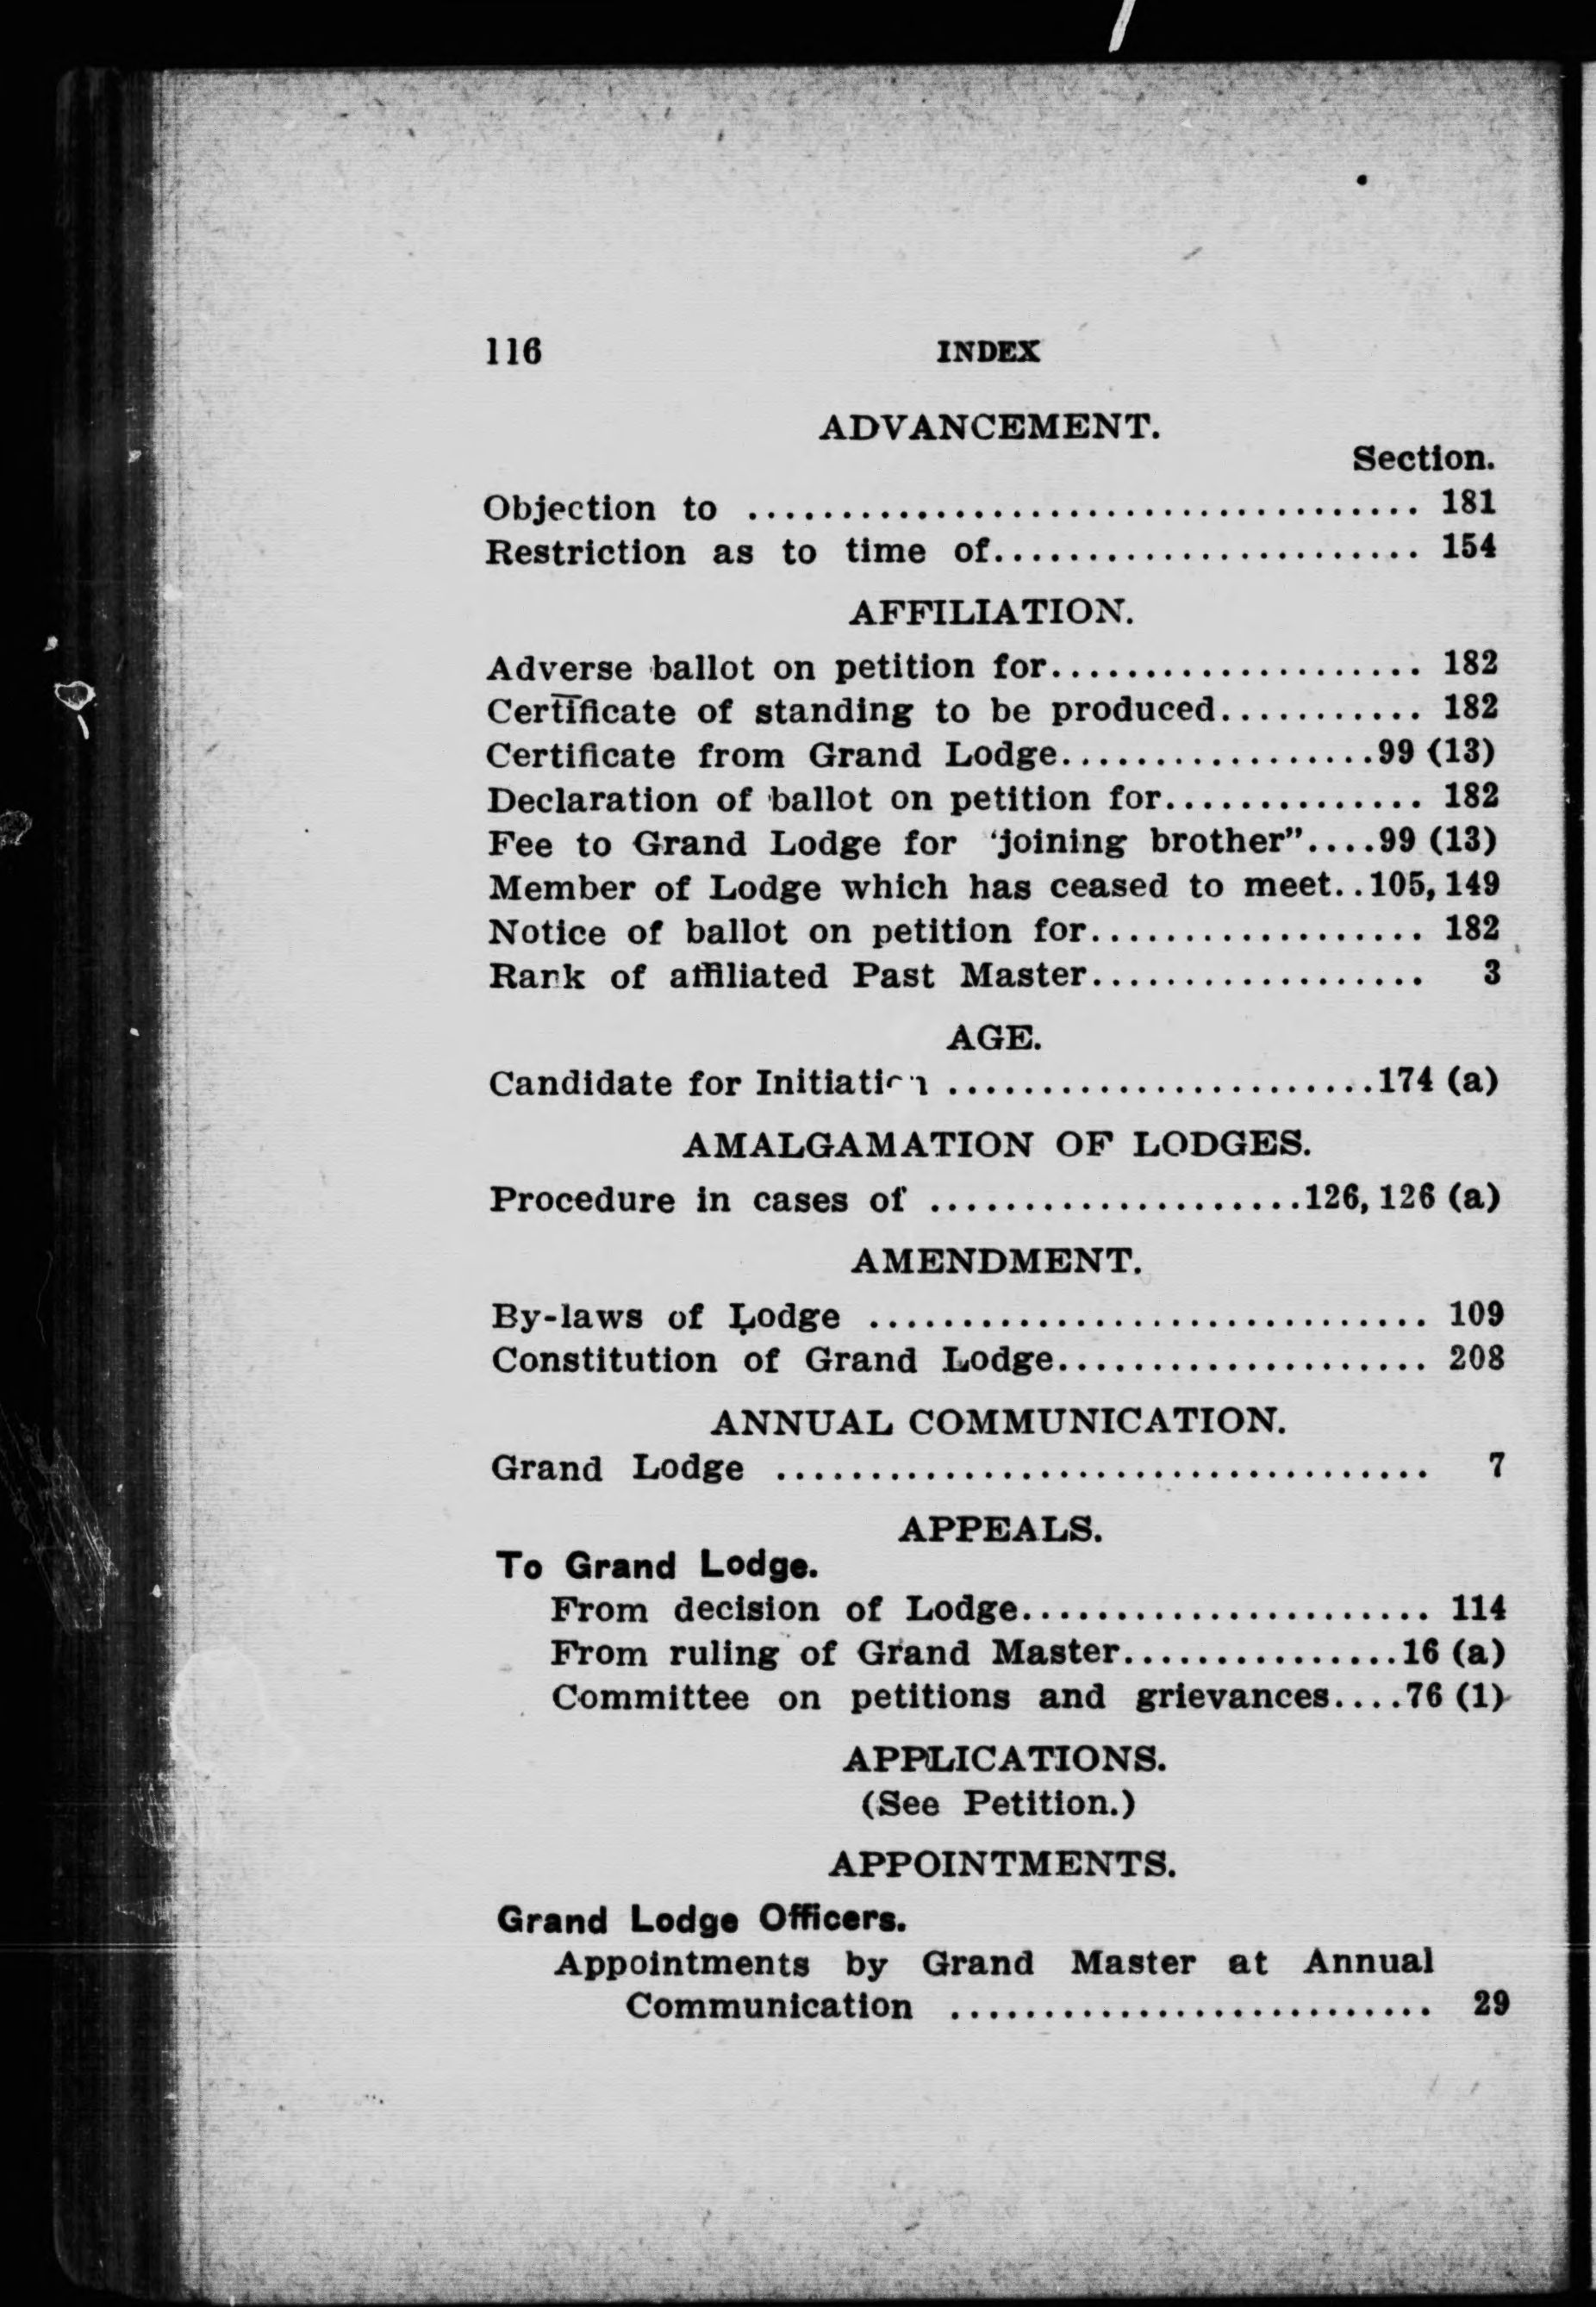 116 INDEX
ADVANCEMENT.
Section.
Objection to ..................................... 181
Restriction as to time of....................... 154
AFFILIATION.
Adverse ballot on petition for.................... 182
Certificate of standing to be produced........... 182
Certificate from Grand Lodge.................99 (13)
Declaration of ballot on petition for.............. 182
Fee to Grand Lodge for 'joining brother"....99 (13)
Member of Lodge which has ceased to meet..105, 149
Notice of ballot on petition for.................. 182
Rank of affiliated Past Master.................. 3
AGE.
Candidate for Initiation .......................174 (a)
AMALGAMATION OF LODGES.
Procedure in cases of ....................126, 126 (a)
AMENDMENT.
By-laws of Lodge .............................. 109
Constitution of Grand Lodge.................... 208
ANNUAL COMMUNICATION.
Grand Lodge ................................... 7
APPEALS.
To Grand Lodge.
From decision of Lodge...................... 114
From ruling of Grand Master...............16 (a)
Committee on petitions and grievances....76 (1)
APPLICATIONS.
(See Petition.)
APPOINTMENTS.
Grand Lodge Officers.
Appointments by Grand Master at Annual
Communication .......................... 29